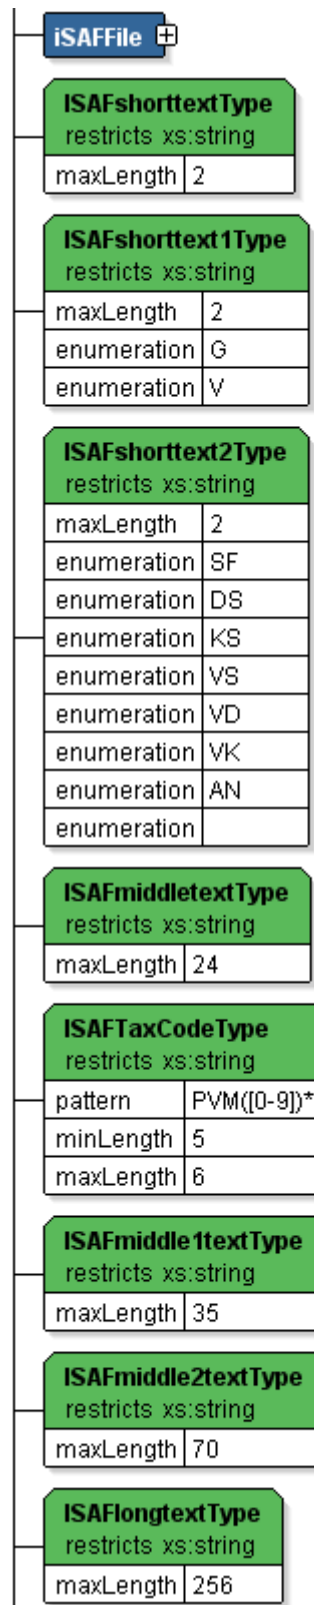 iSAFFile
ISAFshorttextType
restricts xs:string
maxLength 2
ISAFshorttext1Type
restricts xs:string
maxLength 2
enumeration G
enumeration V
ISAFshorttext2Type
restricts xs:string
maxLength 2
enumeration SF
enumeration DS
enumeration KS
enumeration VS
enumeration VD
enumeration VK
enumeration AN
enumeration
ISAFmiddletextType
restricts xs:string
maxLength 24
ISAFTaxCodeType
restricts xs:string
pattern PVM([0-9])*
minLength 5
maxLength 6
ISAFmiddle1textType
restricts xs:string
maxLength 35
ISAFmiddle2textType
restricts xs:string
maxLength 70
ISAFlongtextType
restricts xs:string
maxLength 256